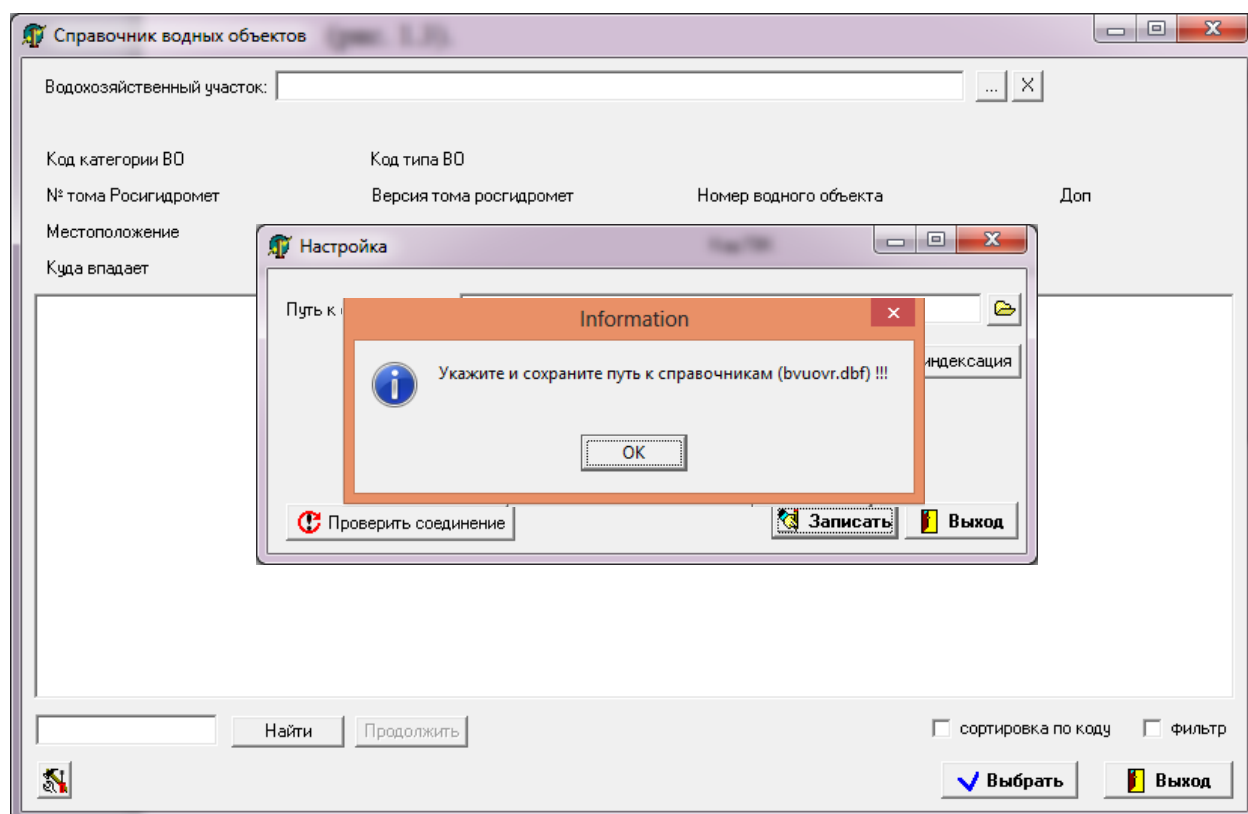 Справочник водных объектов
Водохозяйственный участок:
...
X
Код категории ВО
Код типа ВО
№ тома Росигидромет
Версия тома росгидромет
Номер водного объекта
Доп
Местоположение
Куда впадает
Настройка
Путь к
индексация
Information
Укажите и сохраните путь к справочникам (bvuovr.dbf) !!!
OK
Проверить соединение
Записать
Выход
Найти
Продолжить
сортировка по коду
фильтр
Выбрать
Выход